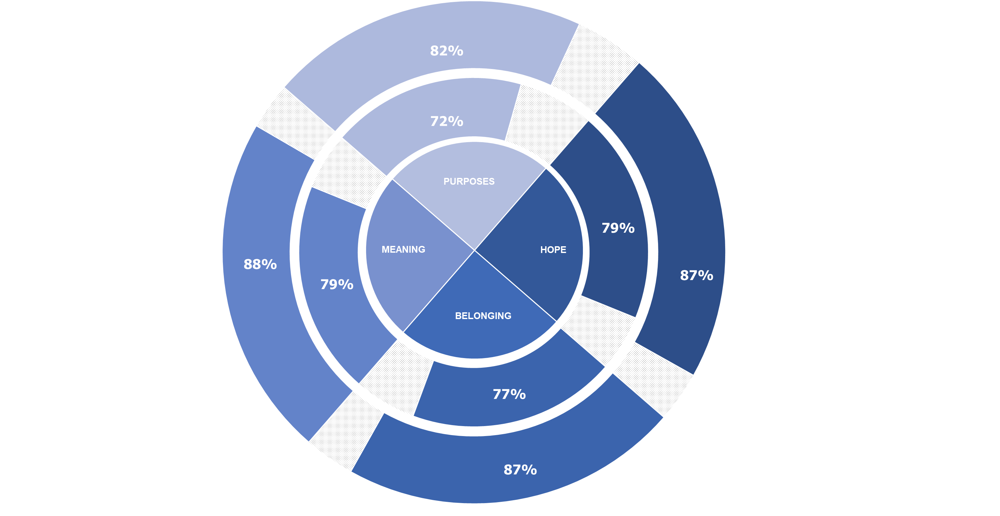 82%
72%
PURPOSES
79%
HOPE
MEANING
88%
87%
79%
BELONGING
77%
87%